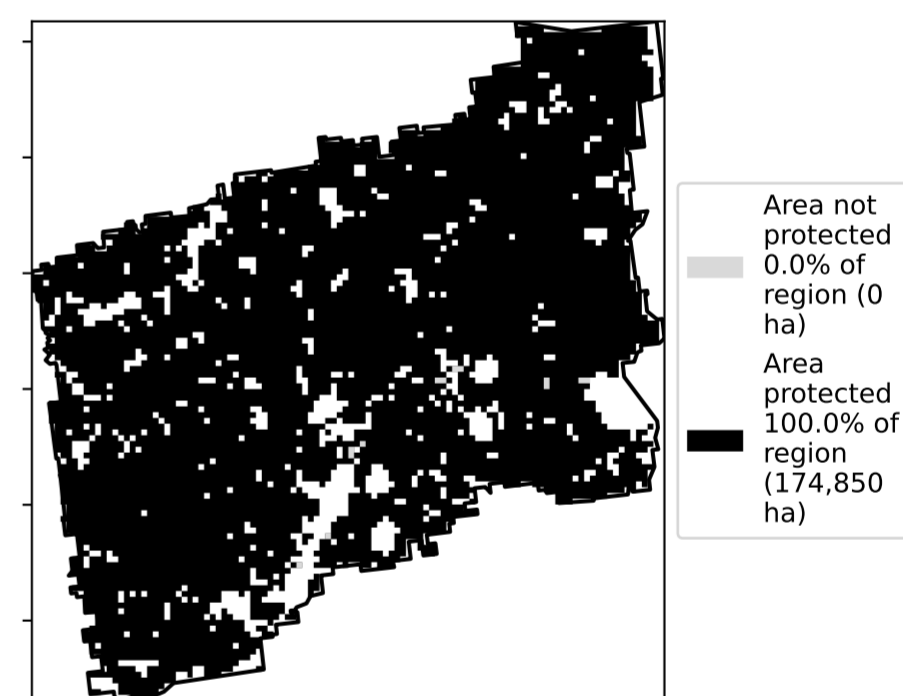 Area not
protected
0.0% of
region (0
ha)
Area
protected
100.0% of
region
(174,850
ha)